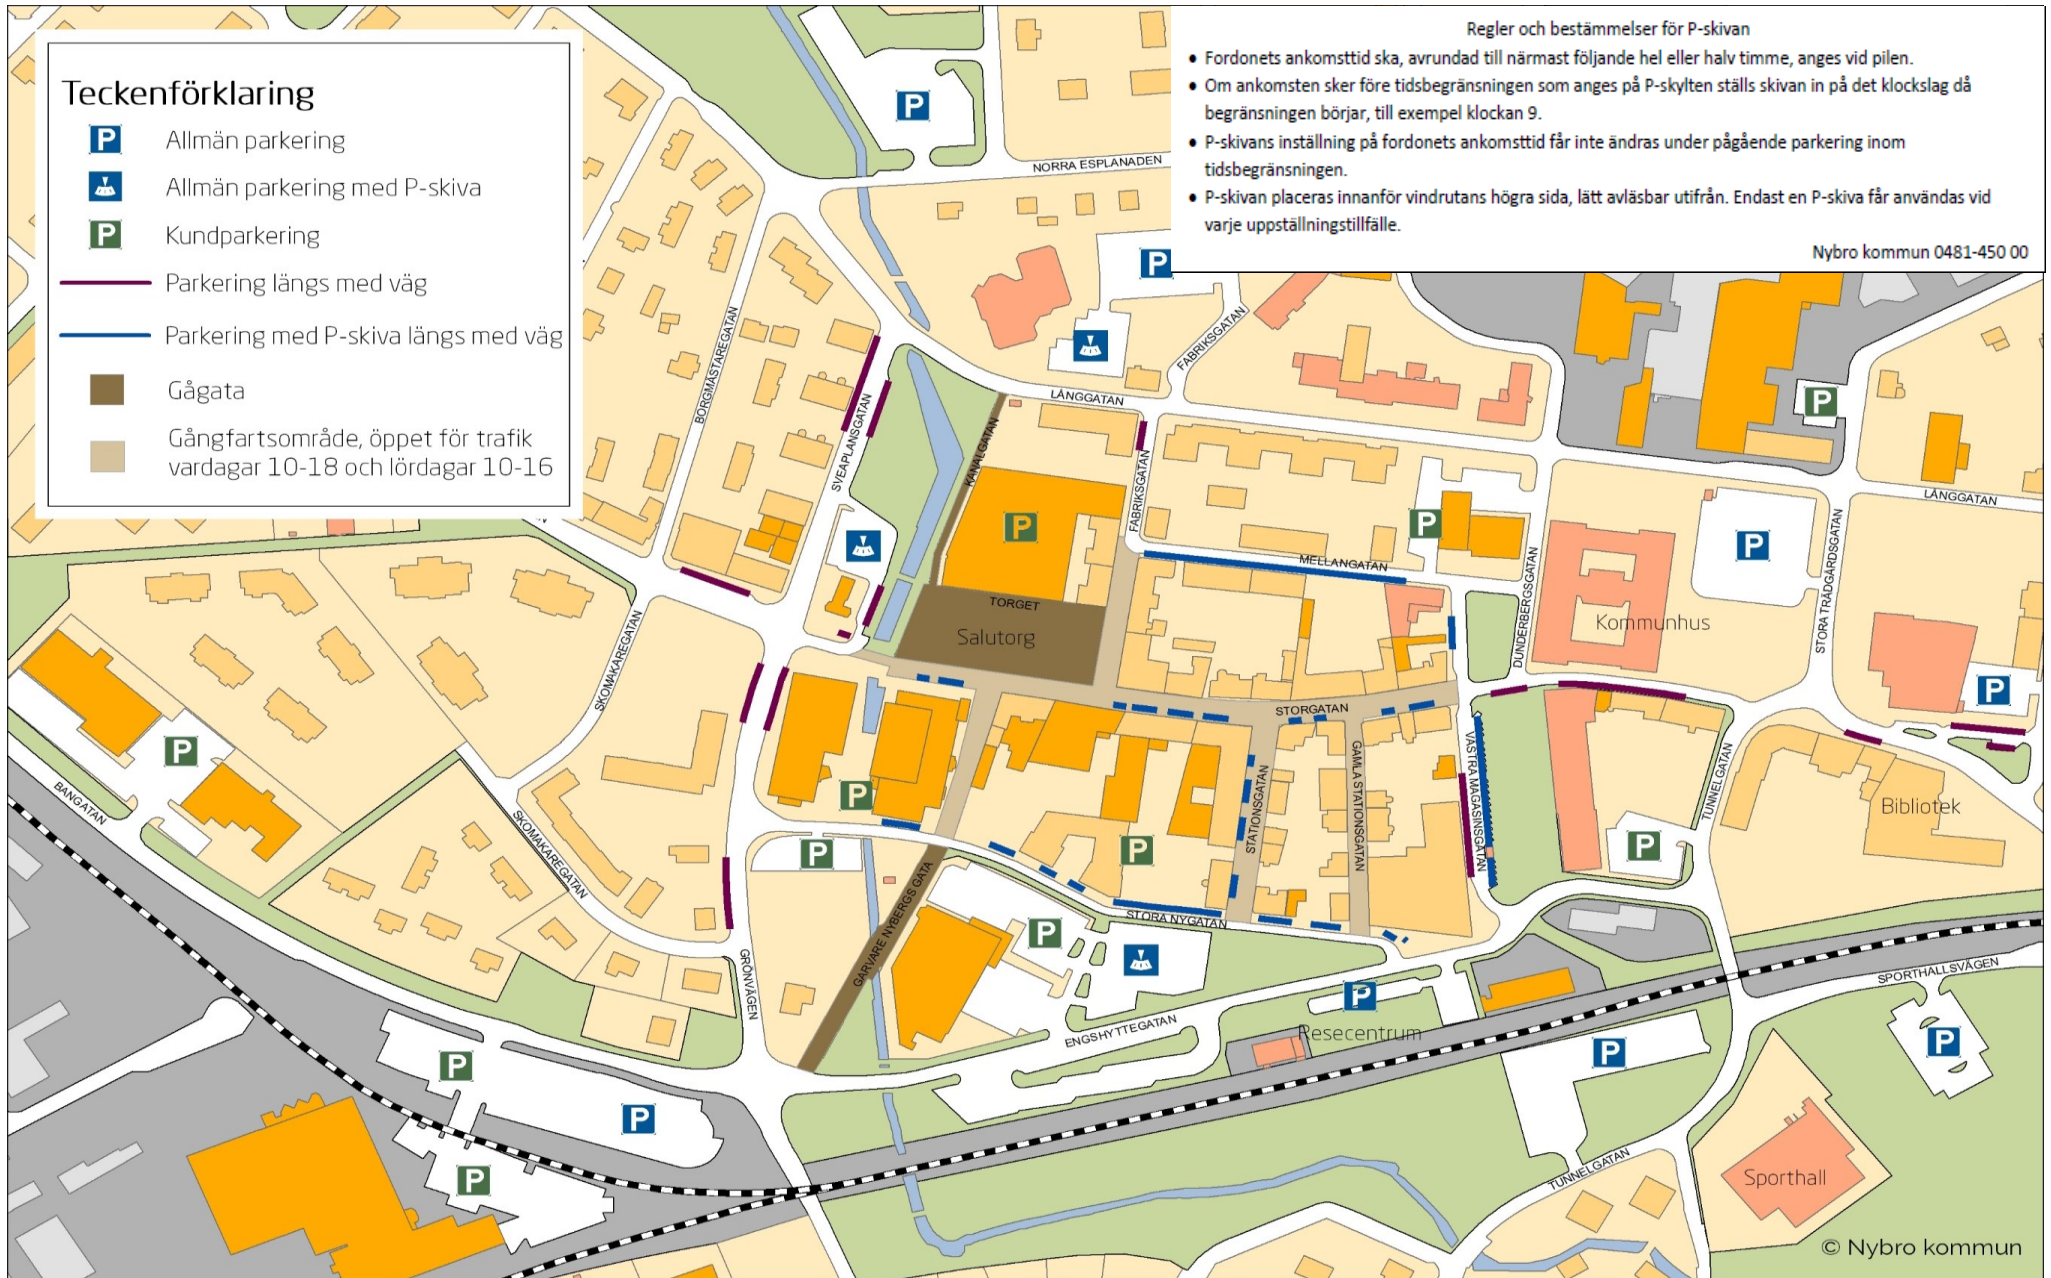 Teckenförklaring
P
Allmän parkering
Allmän parkering med P-skiva
P
Kundparkering
Parkering längs med väg
Parkering med P-skiva längs med väg
Gågata
Gångfartsområde, öppet för trafik
vardagar 10-18 och lördagar 10-16
Regler och bestämmelser för P-skivan
• Fordonets ankomsttid ska, avrundad till närmast följande hel eller halv timme, anges vid pilen.
• Om ankomsten sker före tidsbegränsningen som anges på P-skylten ställs skivan in på det klockslag då
begränsningen börjar, till exempel klockan 9.
• P-skivans inställning på fordonets ankomsttid får inte ändras under pågående parkering inom
tidsbegränsningen.
• P-skivan placeras innanför vindrutans högra sida, lätt avläsbar utifrån. Endast en P-skiva får användas vid
varje uppställningstillfälle.
Nybro kommun 0481-450 00
P
NORRA ESPLANADEN
P
FABRIKSGATAN
BORGMÄSTAREGATAN
SVEAPLANSGATAN
LÅNGGATAN
P
KANALGATAN
FABRIKSGATAN
LÅNGGATAN
P
P
P
STORA TRÄDGÅRDSGATAN
MELLANGATAN
DUNDERBERGSGATAN
TORGET
Salutorg
Kommunhus
SKOMAKAREGATAN
P
STORGATAN
P
VÄSTRA MAGASINSGATAN
GAMLA STATIONSGATAN
STATIONSGATAN
TUNNELGATAN
BANGATAN
P
Bibliotek
SKOMAKAREGATAN
P
P
P
GARVARE NYBERGS GATA
STORA NYGATAN
P
GRÖNVÄGEN
P
SPORTHALLSVÄGEN
ENGSHYTTEGATAN
Resecentrum
P
P
P
P
TUNNELGATAN
P
Sporthall
© Nybro kommun